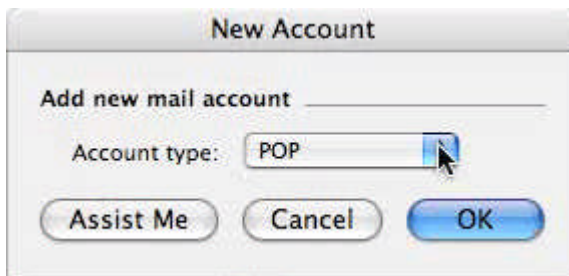 New Account
Add new mail account
Account type: POP
Assist Me Cancel OK